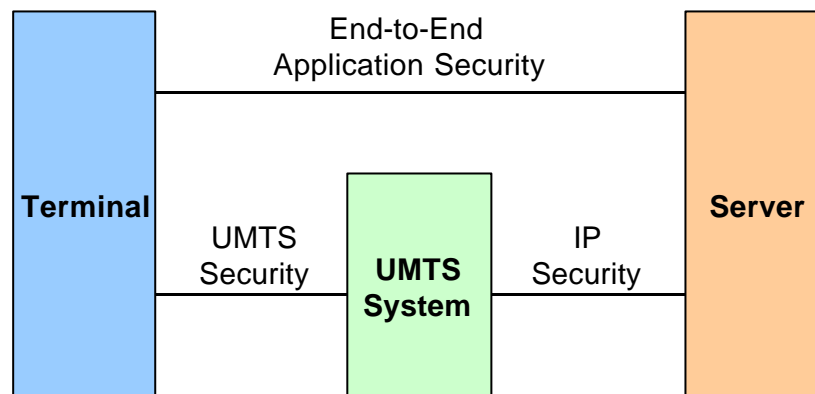 End-to-End
Application Security
Terminal
UMTS
Security
UMTS
System
IP
Security
Server